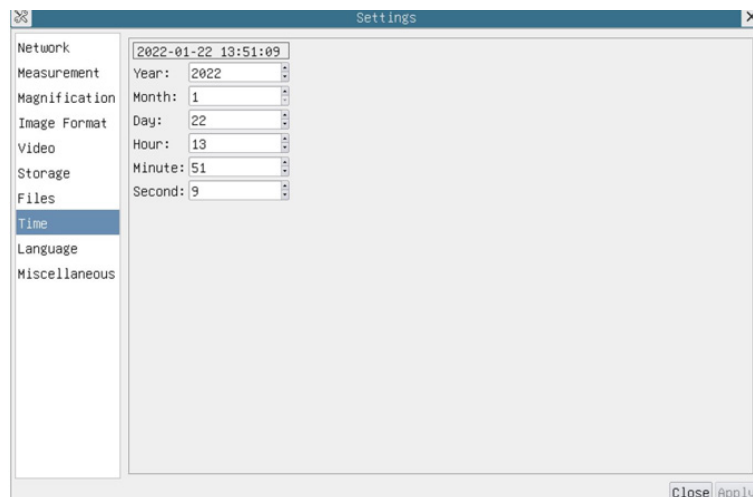 Settings
Network
Measurement
Magnification
Image Format
Video
Storage
Files
Time
Language
Miscellaneous
2022-01-22 13:51:09
Year: 2022
Month: 1
Day: 22
Hour: 13
Minute: 51
Second: 9
Close Apply